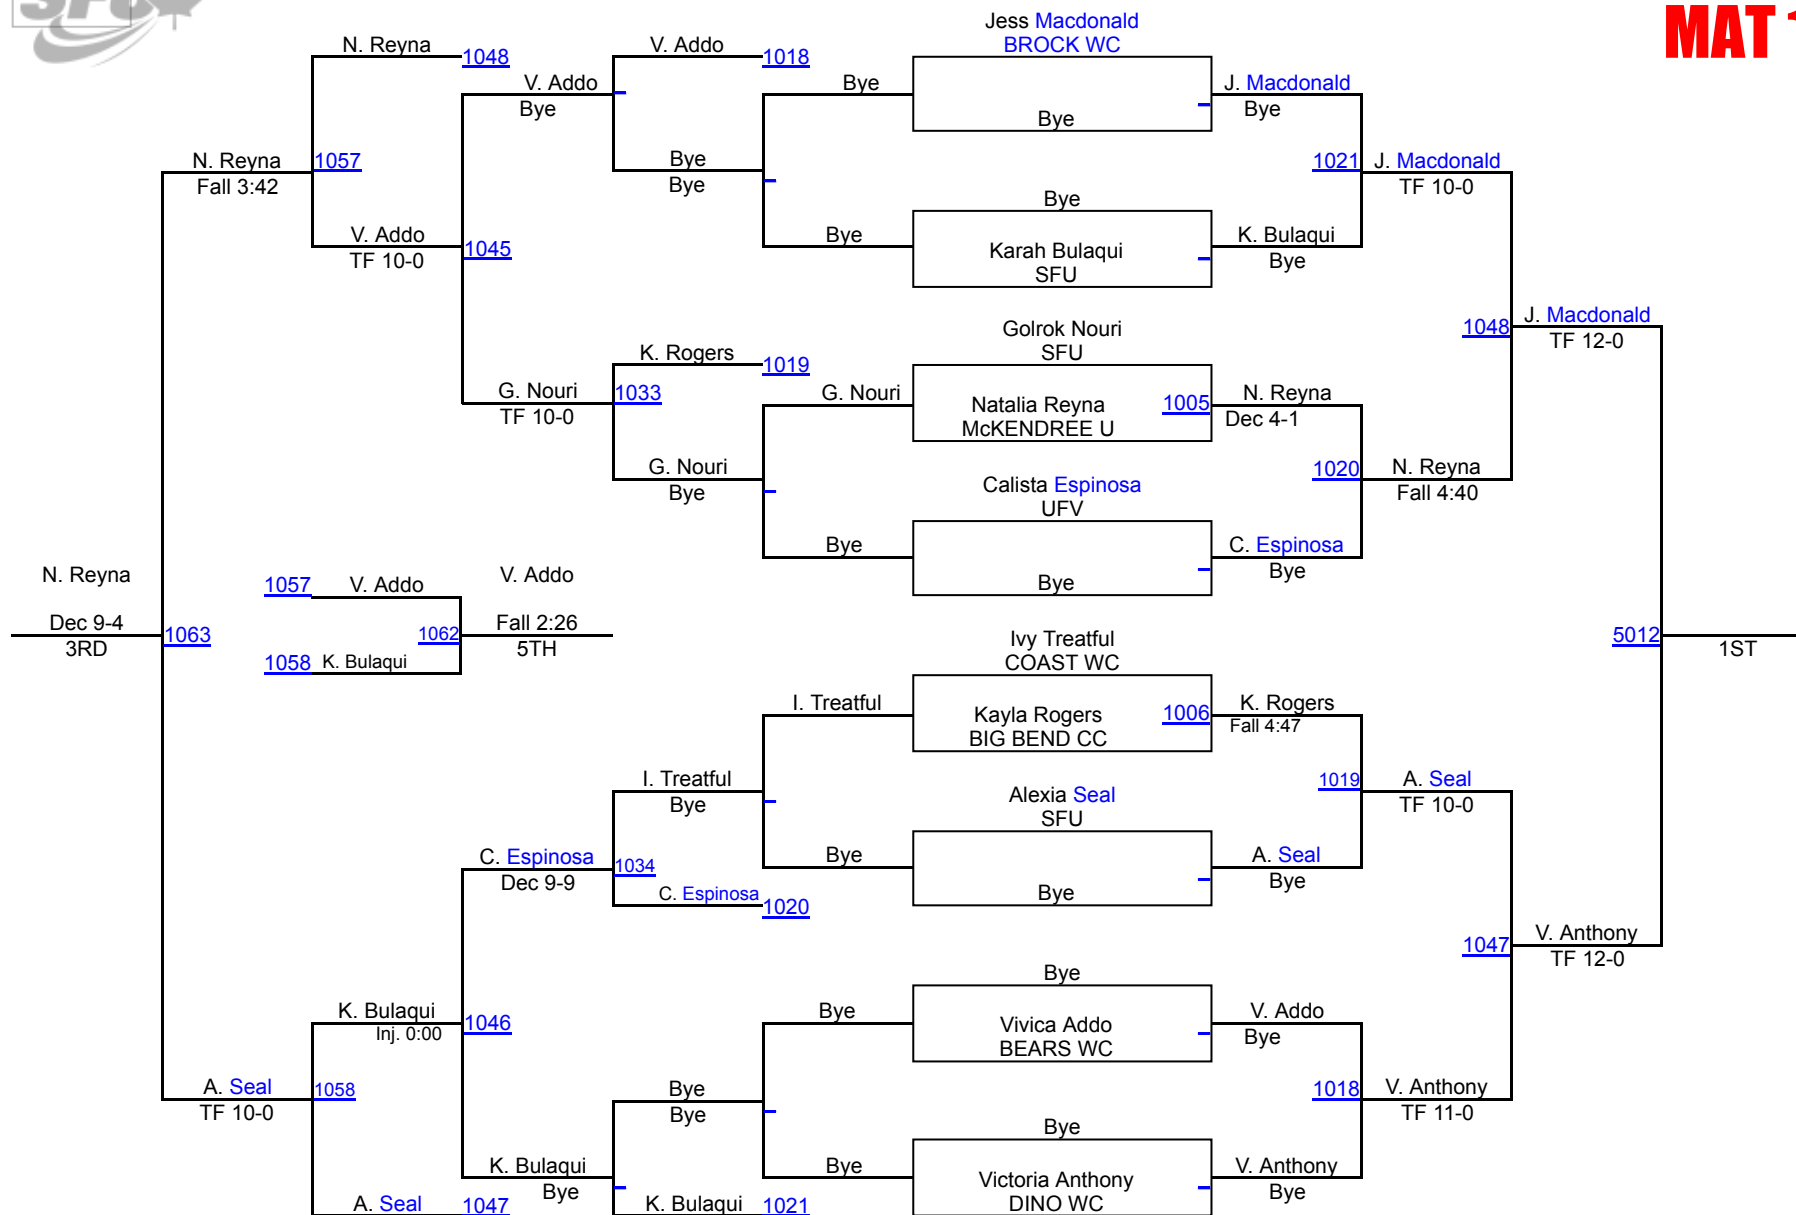 SFU
MAT 1
Jess Macdonald
BROCK WC
N. Reyna
1048
V. Addo
1018
V. Addo
Bye
Bye
Bye
J. Macdonald
Bye
N. Reyna
Fall 3:42
1057
Bye
Bye
1021
J. Macdonald
TF 10-0
Bye
V. Addo
TF 10-0
1045
Bye
Karah Bulaqui
SFU
K. Bulaqui
Bye
Golrok Nouri
SFU
1048
J. Macdonald
TF 12-0
K. Rogers
1019
G. Nouri
TF 10-0
1033
G. Nouri
Natalia Reyna
McKENDREE U
1005
N. Reyna
Dec 4-1
G. Nouri
Bye
1020
N. Reyna
Fall 4:40
Calista Espinosa
UFV
Bye
Bye
C. Espinosa
Bye
N. Reyna
Dec 9-4
3RD
1063
1057
V. Addo
1058
K. Bulaqui
1062
V. Addo
Fall 2:26
5TH
5012
1ST
Ivy Treatful
COAST WC
I. Treatful
Kayla Rogers
BIG BEND CC
1006
K. Rogers
Fall 4:47
I. Treatful
Bye
1019
A. Seal
TF 10-0
Alexia Seal
SFU
C. Espinosa
Dec 9-9
1034
C. Espinosa
1020
Bye
Bye
A. Seal
Bye
1047
V. Anthony
TF 12-0
Bye
K. Bulaqui
Inj. 0:00
1046
Bye
Vivica Addo
BEARS WC
V. Addo
Bye
A. Seal
TF 10-0
1058
Bye
Bye
1018
V. Anthony
TF 11-0
Bye
K. Bulaqui
Bye
Bye
Victoria Anthony
DINO WC
V. Anthony
Bye
A. Seal
1047
K. Bulaqui
1021